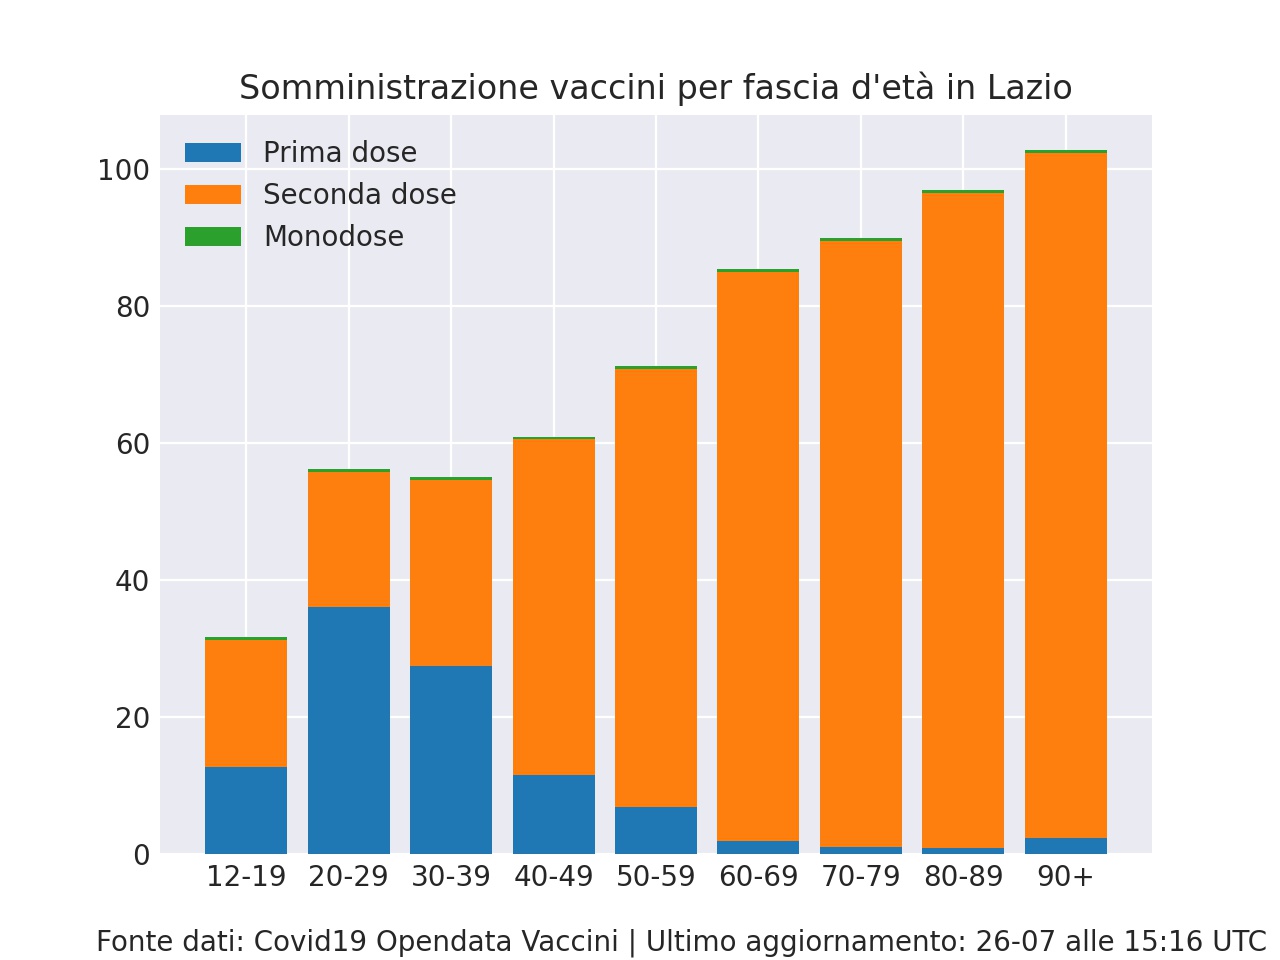 Somministrazione vaccini per fascia d'età in Lazio
Prima dose
Seconda dose
Monodose
100
80
60
40
20
0
12-19 20-29 30-39 40-49 50-59 60-69 70-79 80-89 90+
Fonte dati: Covid19 Opendata Vaccini | Ultimo aggiornamento: 26-07 alle 15:16 UTC